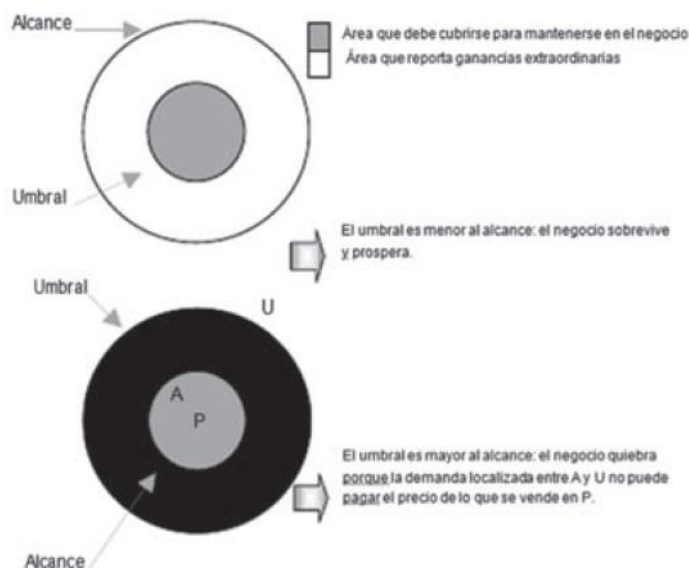 Alcance
Área que debe cubrirse para mantenerse en el negocio
Área que reporta ganancias extraordinarias
Umbral
El umbral es menor al alcance: el negocio sobrevive
y prospera.
Umbral
U
A
P
El umbral es mayor al alcance: el negocio quiebra
porque la demanda localizada entre A y U no puede
pagar el precio de lo que se vende en P.
Alcance